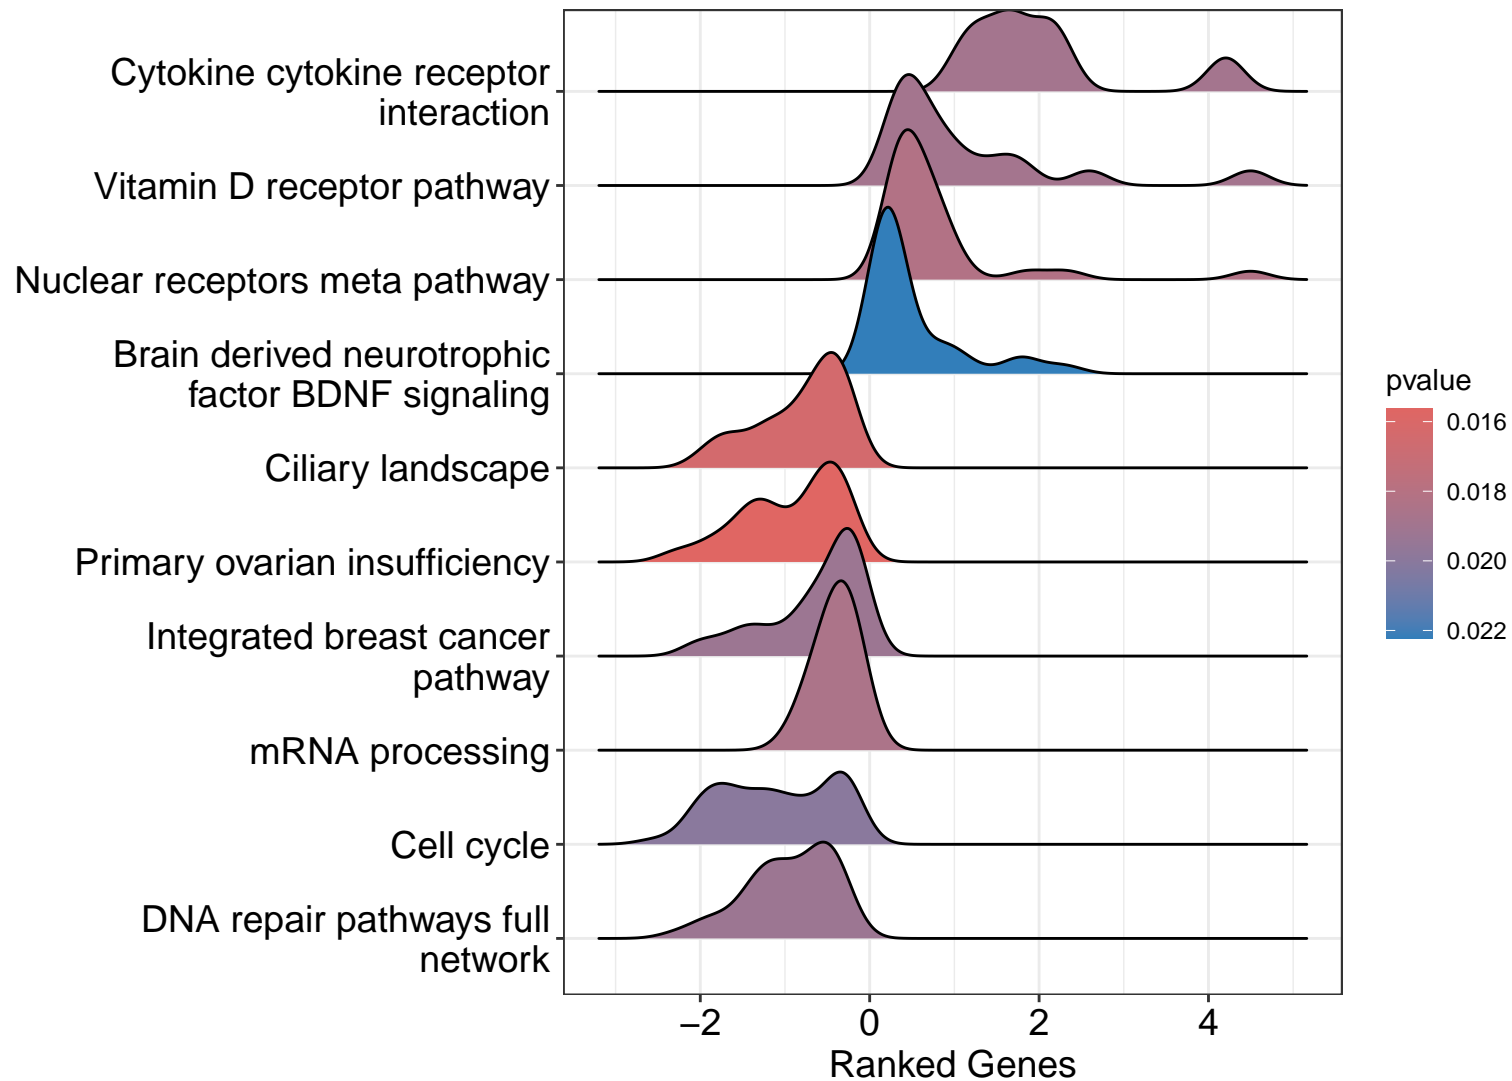 Cytokine cytokine receptor
interaction
Vitamin D receptor pathway
Nuclear receptors meta pathway
Brain derived neurotrophic
factor BDNF signaling
Ciliary landscape
Primary ovarian insufficiency
Integrated breast cancer
pathway
mRNA processing
Cell cycle
DNA repair pathways full
network
−2 0 2 4
Ranked Genes
pvalue
0.016
0.018
0.020
0.022